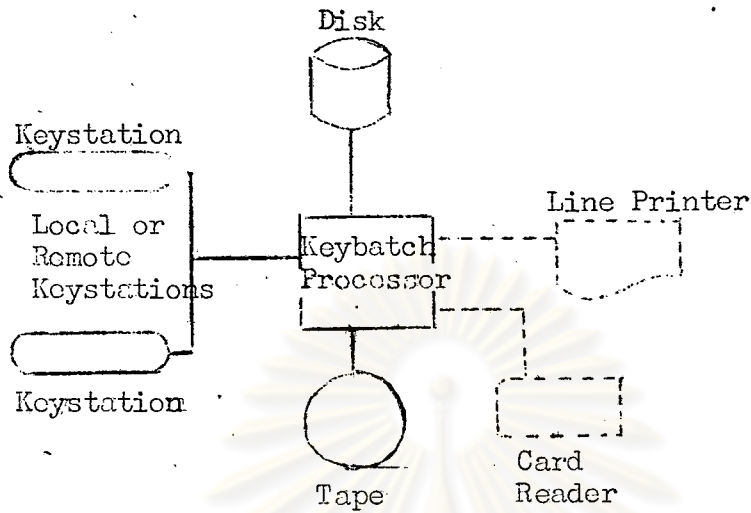 Disk
Keystation
Local or
Remote
Keystations
Keybatch
Processor
Line Printer
Keystation
Tape
Card
Reader